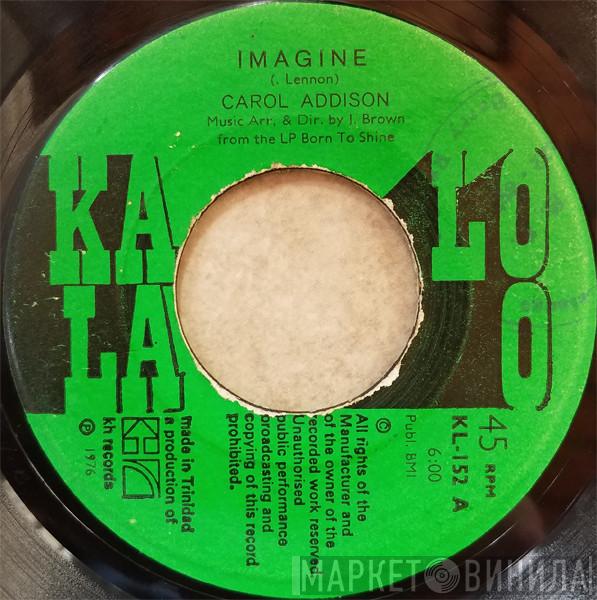 IMAGINE
(. Lennon)
CAROL ADDISON
Music Arr. & Dir. by I. Brown
from the LP Born To Shine
KA LO
LA O
45 RPM
KL-152 A
6:00
Publ. BMI
©
All rights of the
Manufacturer and
of the owner of the
recorded work reserved
Unauthorised
public performance
broadcasting and
copying of this record
prohibited.
made in Trinidad
a production of
KH
kh records
℗ 1976
МАРКЕТ ВИНИЛА